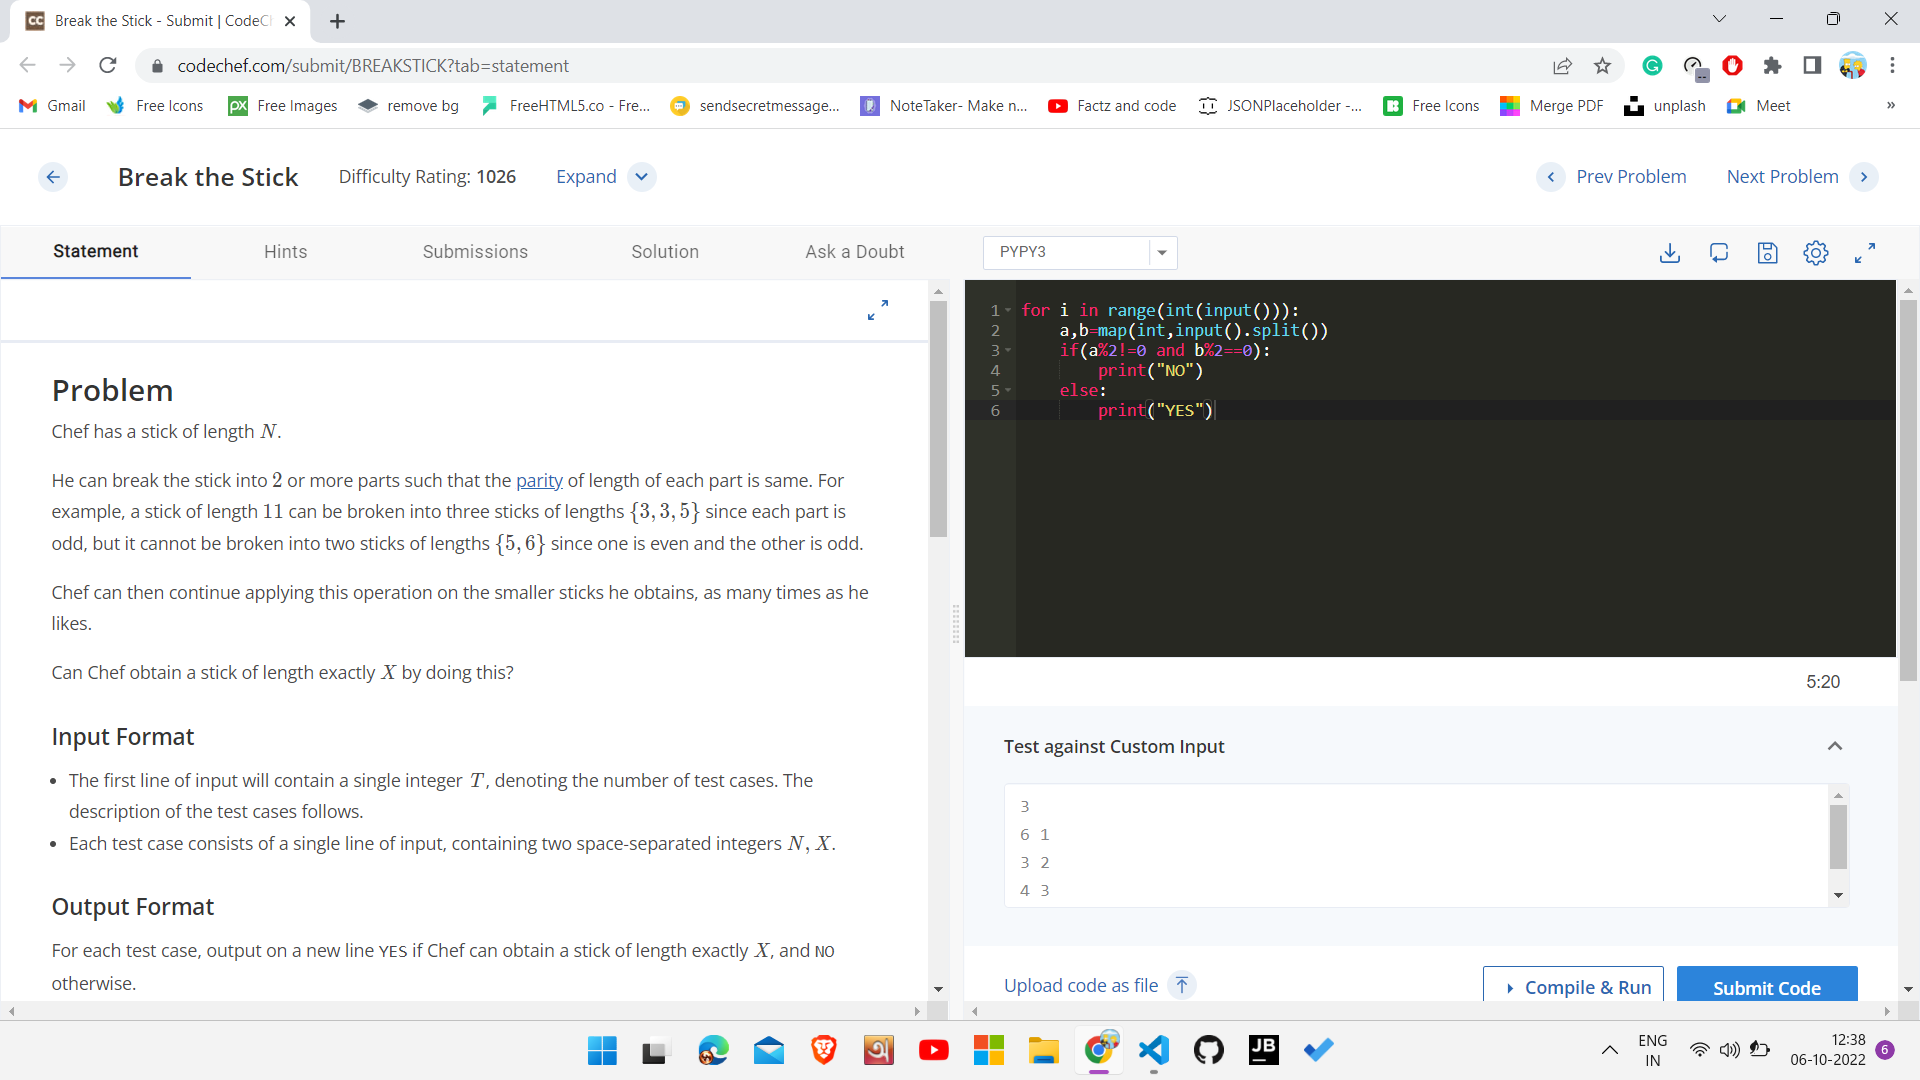 Break the Stick - Submit | CodeCh
codechef.com/submit/BREAKSTICK?tab=statement
Gmail
Free Icons
Free Images
remove bg
FreeHTML5.co - Fre...
sendsecretmessage...
NoteTaker- Make n...
Factz and code
JSONPlaceholder -...
Free Icons
Merge PDF
unplash
Meet
»
Break the Stick
Difficulty Rating: 1026
Expand
Prev Problem
Next Problem
Statement
Hints
Submissions
Solution
Ask a Doubt
PYPY3
Problem
Chef has a stick of length N.
He can break the stick into 2 or more parts such that the parity of length of each part is same. For
example, a stick of length 11 can be broken into three sticks of lengths {3, 3, 5} since each part is
odd, but it cannot be broken into two sticks of lengths {5, 6} since one is even and the other is odd.
Chef can then continue applying this operation on the smaller sticks he obtains, as many times as he
likes.
Can Chef obtain a stick of length exactly X by doing this?
Input Format
• The first line of input will contain a single integer T, denoting the number of test cases. The
description of the test cases follows.
• Each test case consists of a single line of input, containing two space-separated integers N, X.
Output Format
For each test case, output on a new line YES if Chef can obtain a stick of length exactly X, and NO
otherwise.
1 for i in range(int(input())):
2 a,b=map(int,input().split())
3 if(a%2!=0 and b%2==0):
4 print("NO")
5 else:
6 print("YES")
5:20
Test against Custom Input
3
6 1
3 2
4 3
Upload code as file
Compile & Run
Submit Code
JB
ENG
IN
12:38
06-10-2022
6